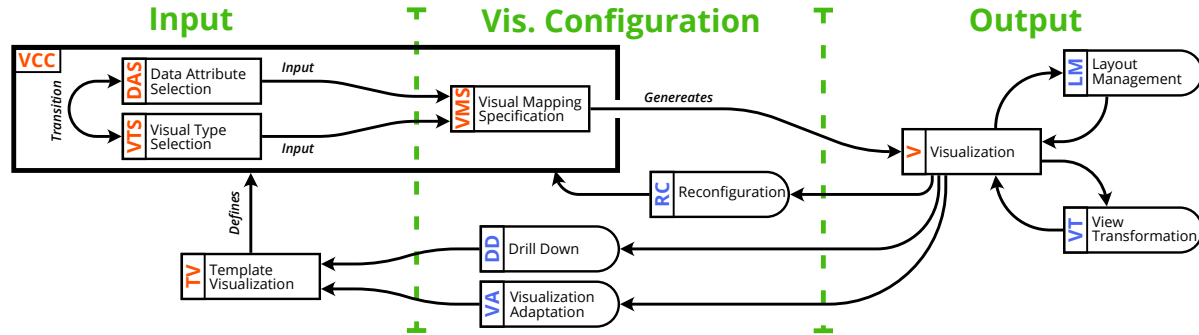 Input
Vis. Configuration
Output
VCC
Transition
DAS
Data Attribute
Selection
Input
VTS
Visual Type
Selection
Input
VMS
Visual Mapping
Specification
Genereates
V
Visualization
LM
Layout
Management
VT
View
Transformation
RC
Reconfiguration
DD
Drill Down
VA
Visualization
Adaptation
Defines
TV
Template
Visualization